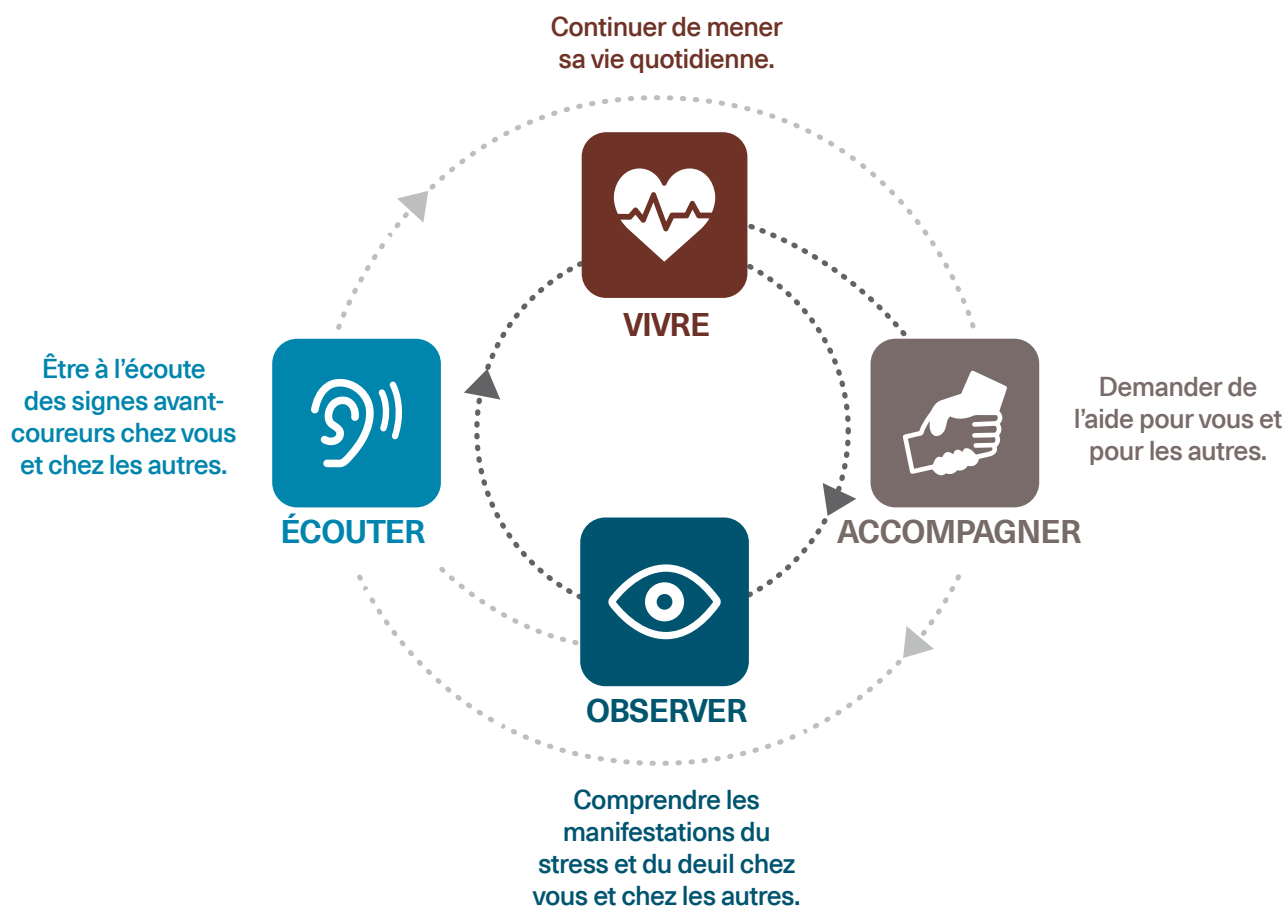 Continuer de mener
sa vie quotidienne.
VIVRE
Être à l'écoute
des signes avant-
coureurs chez vous
et chez les autres.
ÉCOUTER
Demander de
l'aide pour vous et
pour les autres.
ACCOMPAGNER
OBSERVER
Comprendre les
manifestations du
stress et du deuil chez
vous et chez les autres.